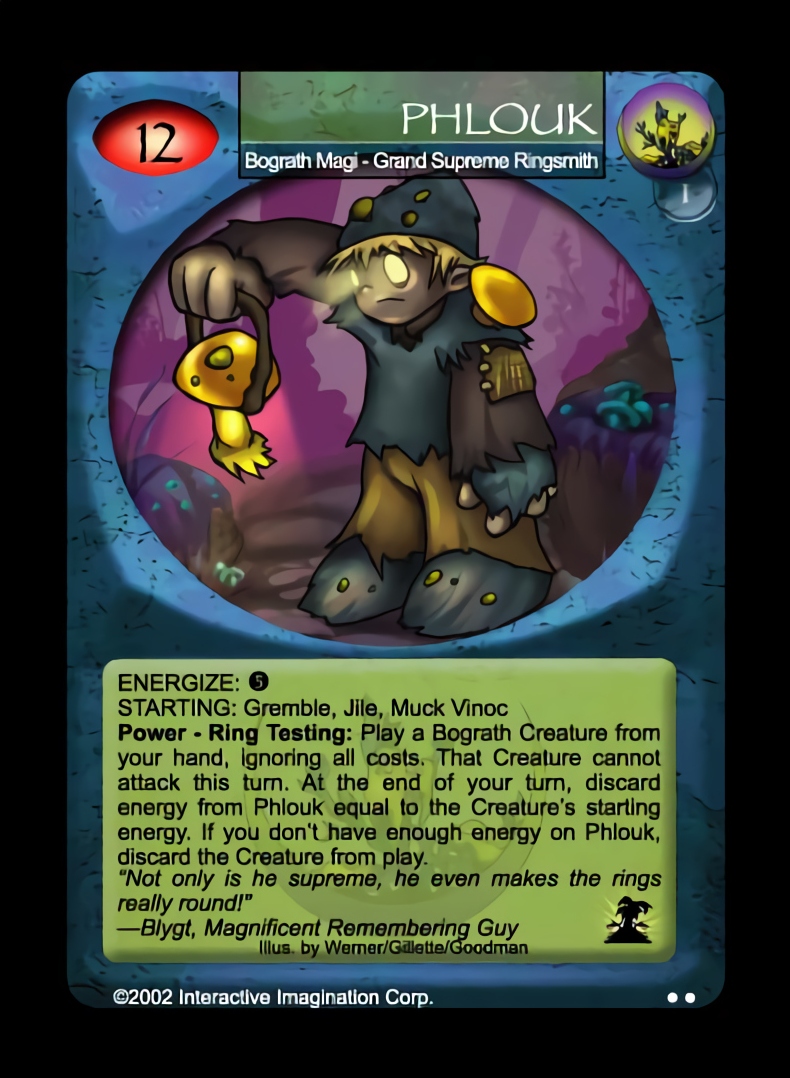 12
PHLOUK
Bograth Magi - Grand Supreme Ringsmith
1
ENERGIZE: 5
STARTING: Gremble, Jile, Muck Vinoc
Power - Ring Testing: Play a Bograth Creature from
your hand, ignoring all costs. That Creature cannot
attack this turn. At the end of your turn, discard
energy from Phlouk equal to the Creature's starting
energy. If you don't have enough energy on Phlouk,
discard the Creature from play.
"Not only is he supreme, he even makes the rings
really round!"
—Blygt, Magnificent Remembering Guy
Illus. by Werner/Gillette/Goodman
©2002 Interactive Imagination Corp.